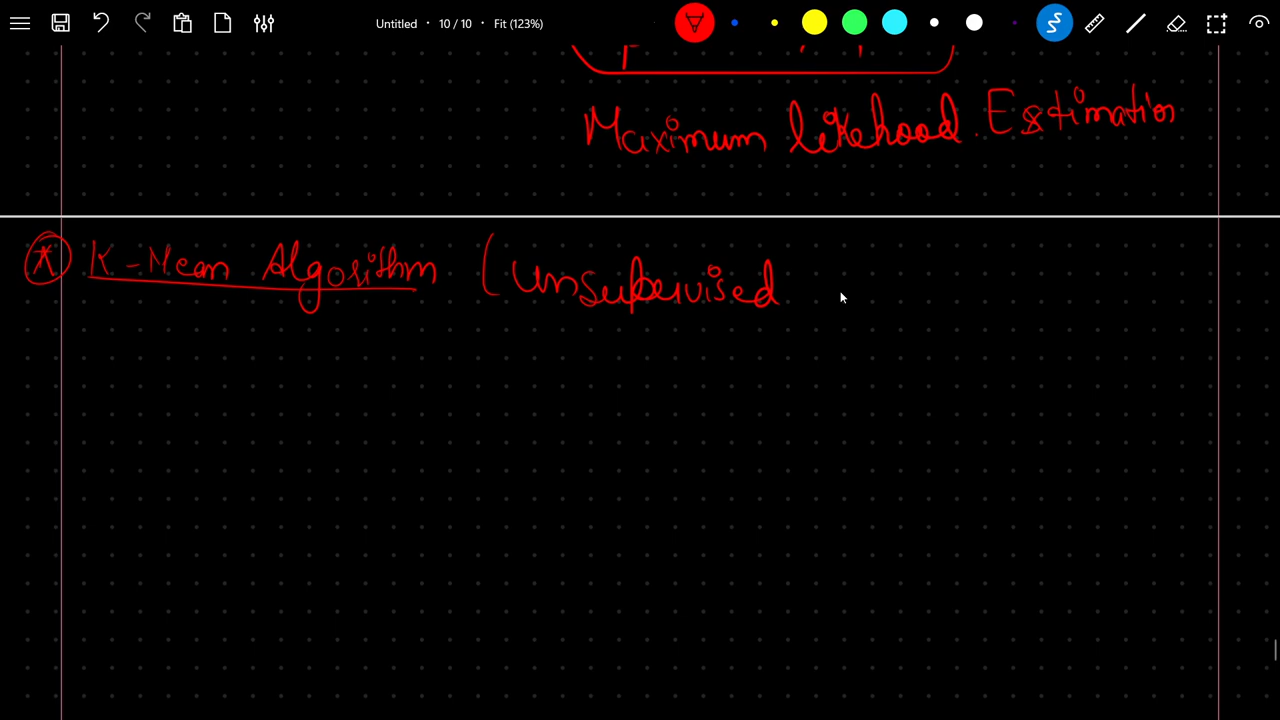 Untitled • 10 / 10 • Fit (123%)
Maximum likehood. Estimation
K-Mean Algorithm (Unsupervised